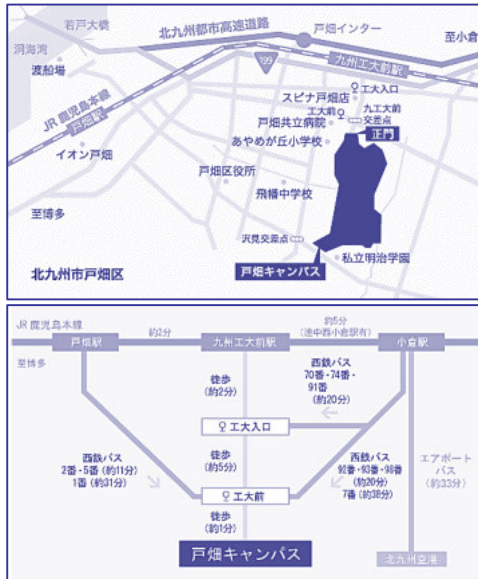 若戸大橋
北九州都市高速道路
戸畑インター
至小倉
洞海湾
渡船場
199
九州工大前駅
工大入口
スピナ戸畑店
JR 鹿児島本線
戸畑駅
工大前
九工大前
交差点
戸畑共立病院
正門
イオン戸畑
あやめが丘小学校
戸畑区役所
飛幡中学校
至博多
沢見交差点
私立明治学園
北九州市戸畑区
戸畑キャンパス
JR 鹿児島本線
約2分
約5分
(途中西小倉駅有)
戸畑駅
九州工大前駅
小倉駅
至博多
徒歩
(約2分)
西鉄バス
70番・74番・
91番
(約20分)
工大入口
徒歩
(約5分)
西鉄バス
2番・5番 (約11分)
1番 (約31分)
西鉄バス
92番・93番・98番
(約20分)
7番 (約38分)
エアポート
バス
(約33分)
工大前
徒歩
(約1分)
戸畑キャンパス
北九州空港